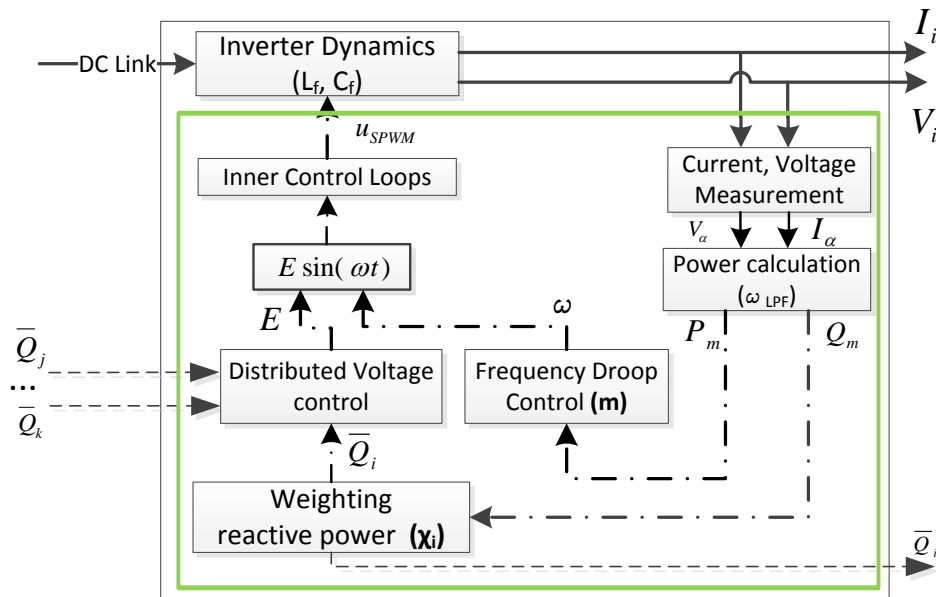 Inverter Dynamics
(L_f, C_f)
DC Link
I_i
V_i
u_SPWM
Inner Control Loops
Current, Voltage
Measurement
V_α
I_α
E sin( ωt)
Power calculation
(ω LPF)
E
ω
P_m
Q_m
Q̅_j
...
Q̅_k
Distributed Voltage
control
Frequency Droop
Control (m)
Q̅_i
Weighting
reactive power (χ_i)
Q̅_i